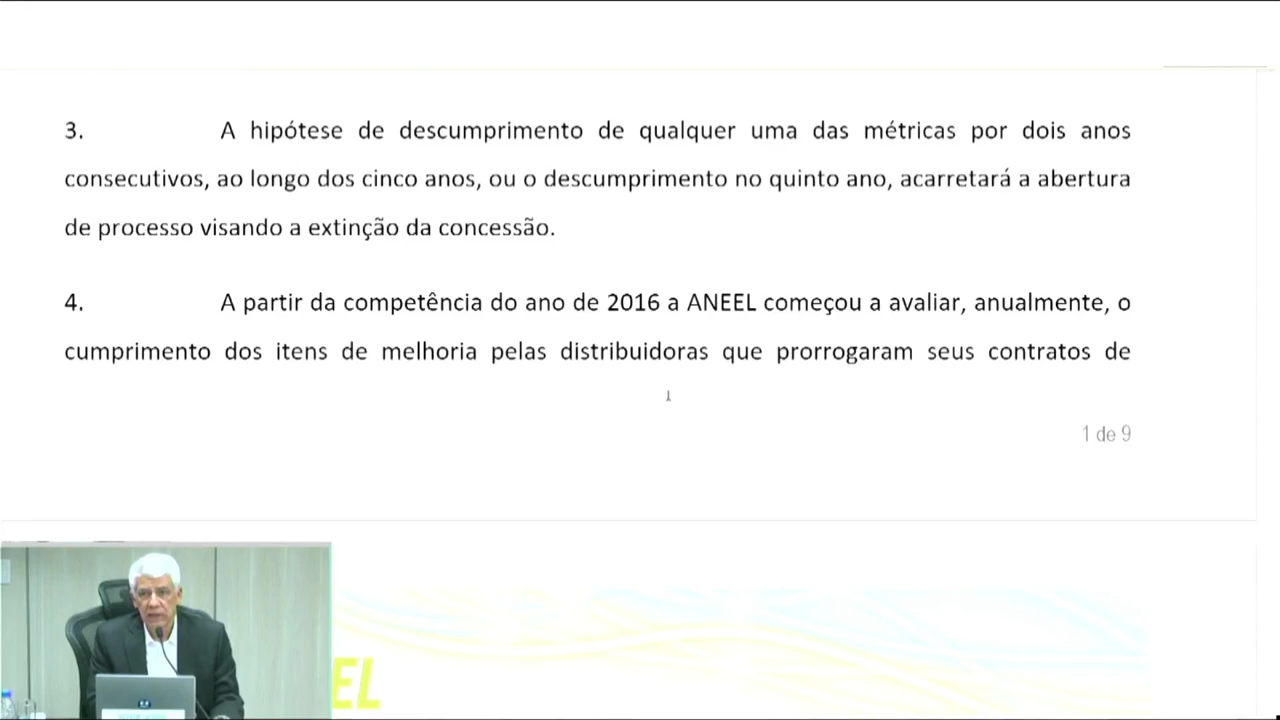 3. A hipótese de descumprimento de qualquer uma das métricas por dois anos
consecutivos, ao longo dos cinco anos, ou o descumprimento no quinto ano, acarretará a abertura
de processo visando a extinção da concessão.
4. A partir da competência do ano de 2016 a ANEEL começou a avaliar, anualmente, o
cumprimento dos itens de melhoria pelas distribuidoras que prorrogaram seus contratos de
1 de 9
EL